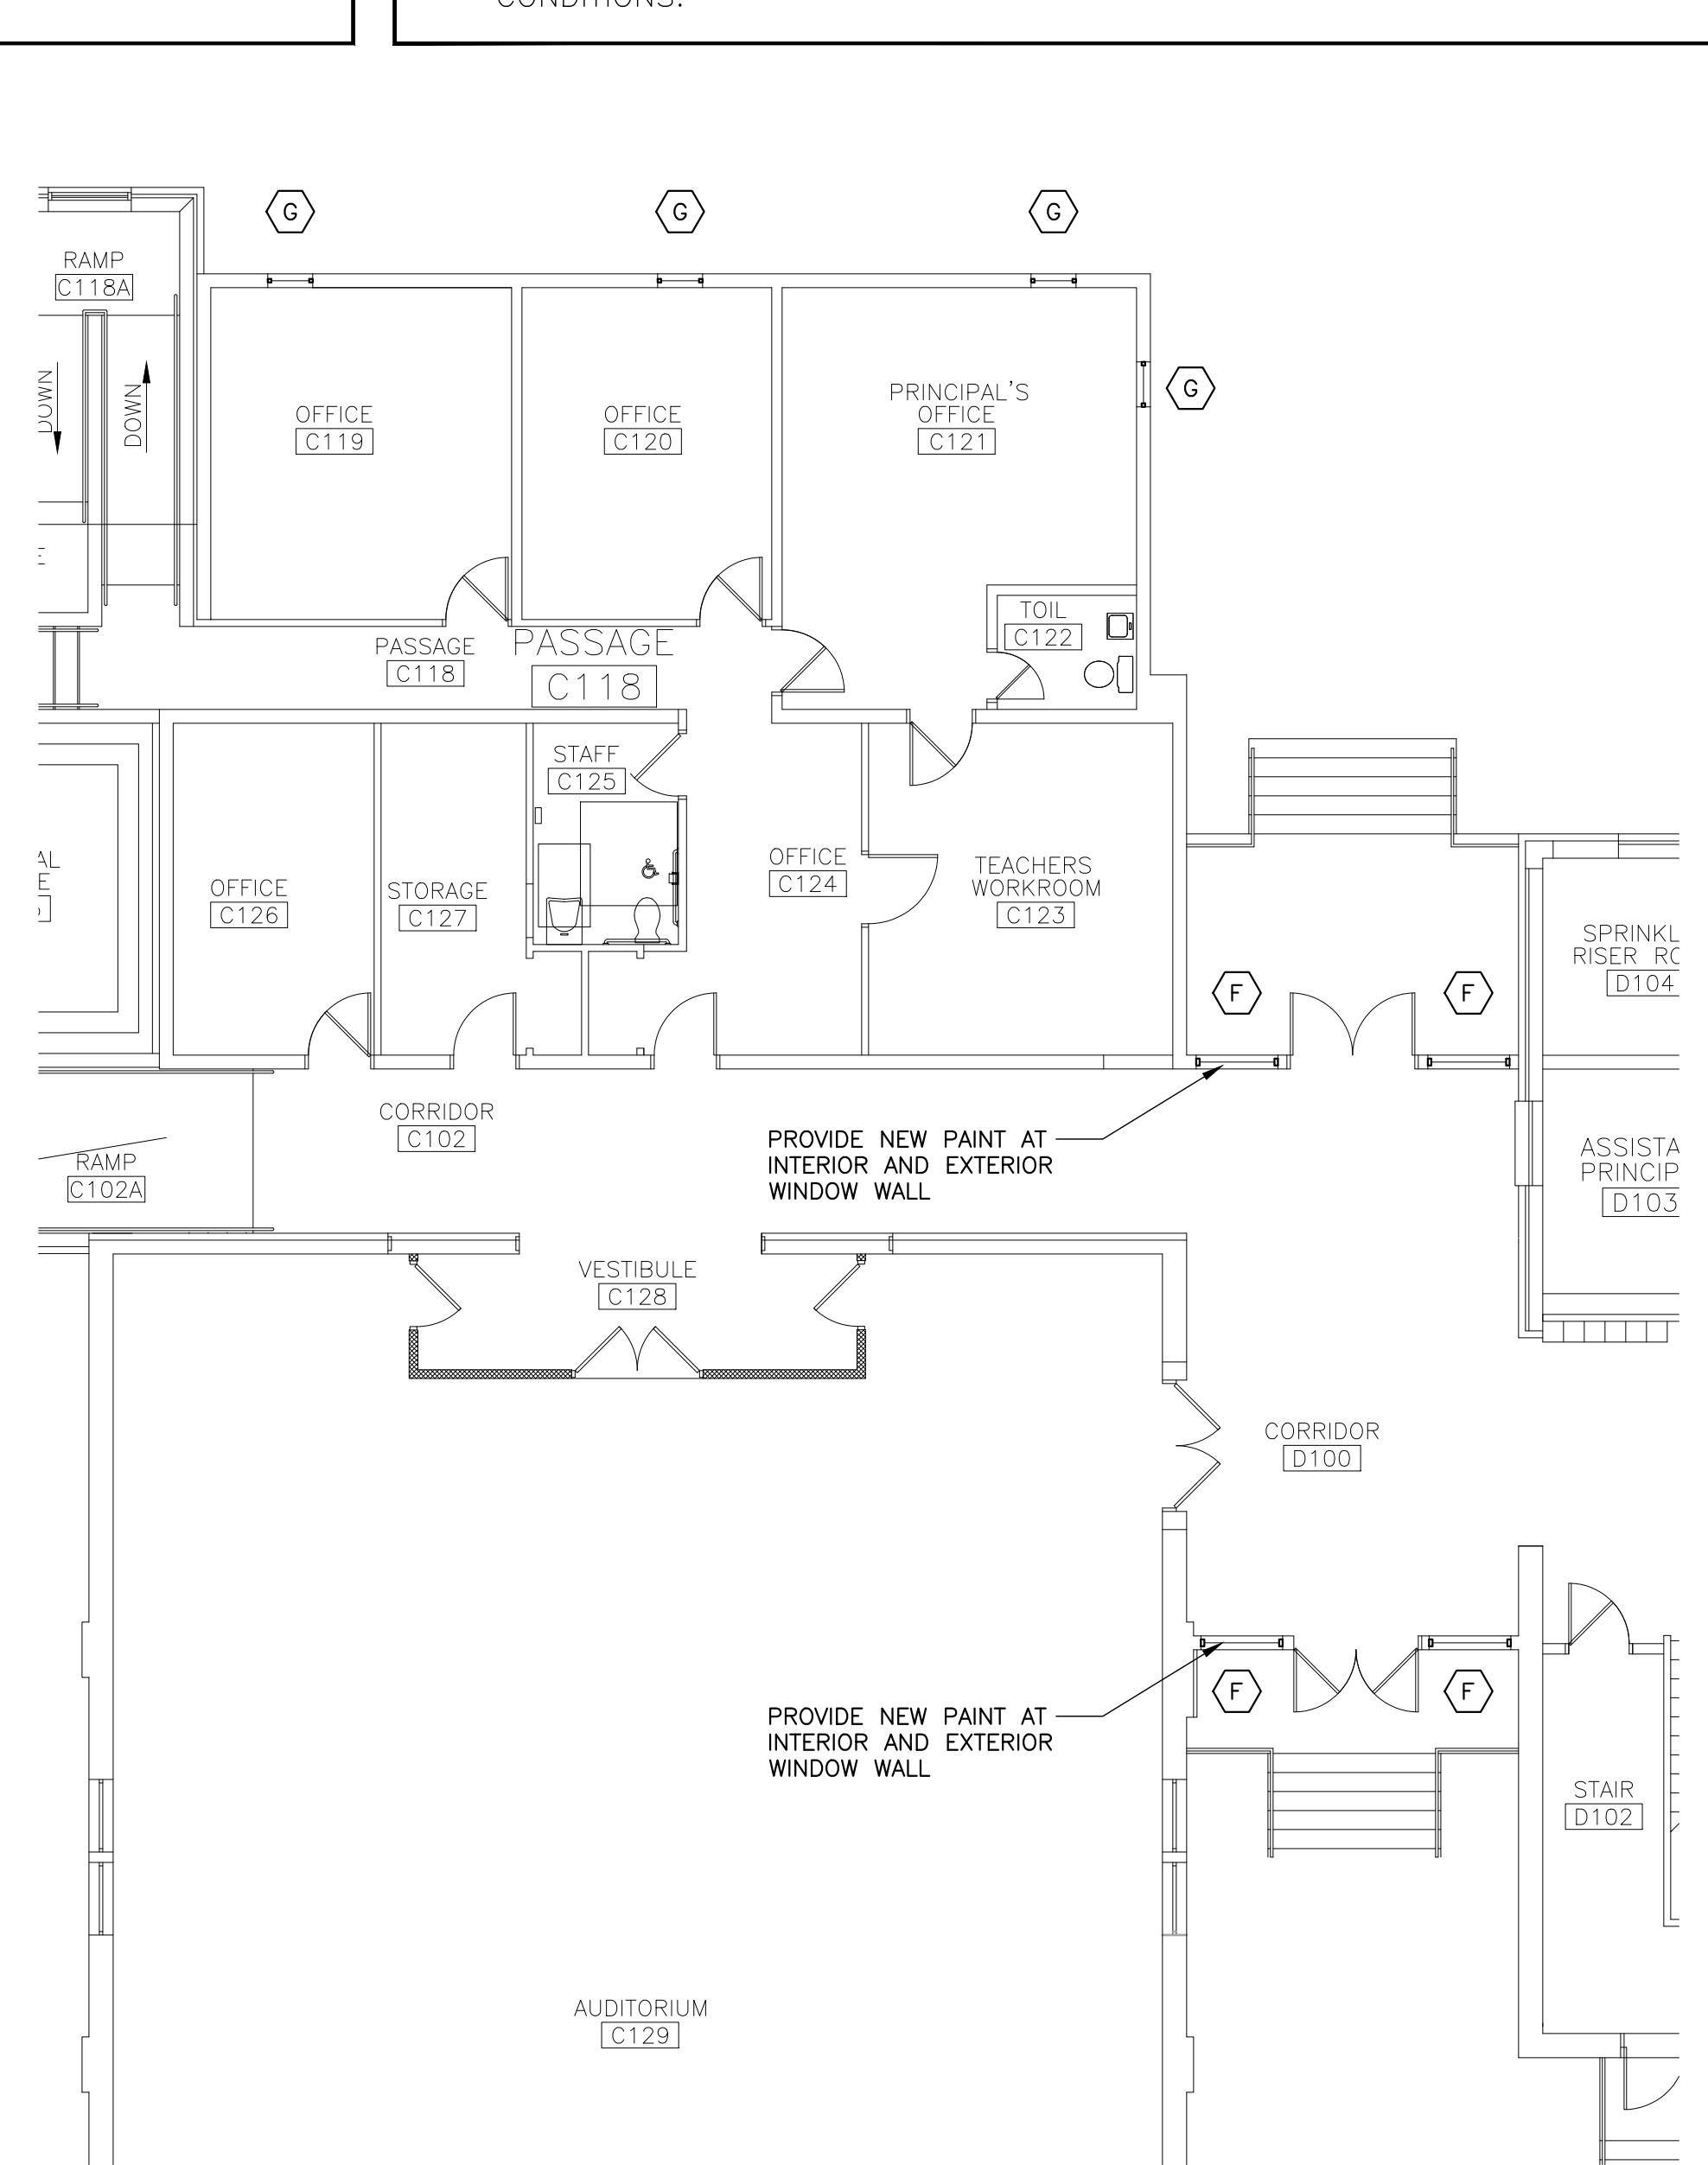 CONDITIONS.
G
G
G
RAMP
C118A
G
DOWN
DOWN
OFFICE
C119
OFFICE
C120
PRINCIPAL'S
OFFICE
C121
E
TOIL
C122
PASSAGE
C118
PASSAGE
C118
STAFF
C125
AL
E
OFFICE
C126
STORAGE
C127
OFFICE
C124
TEACHERS
WORKROOM
C123
SPRINKL
RISER RO
D104
F
F
CORRIDOR
C102
PROVIDE NEW PAINT AT
INTERIOR AND EXTERIOR
WINDOW WALL
RAMP
C102A
ASSISTA
PRINCIP
D103
VESTIBULE
C128
CORRIDOR
D100
F
F
PROVIDE NEW PAINT AT
INTERIOR AND EXTERIOR
WINDOW WALL
STAIR
D102
AUDITORIUM
C129